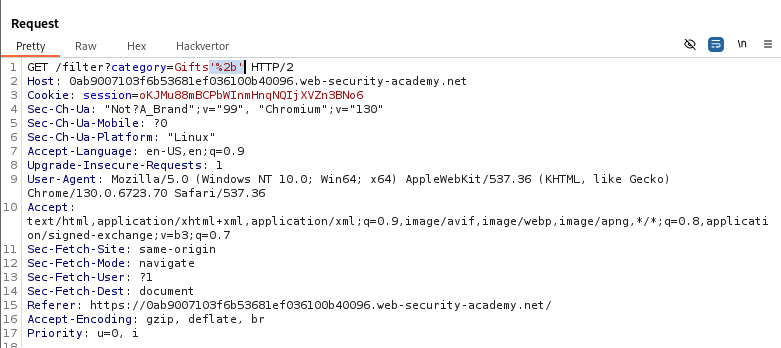 Request
Pretty Raw Hex Hackvertor
\n
1 GET /filter?category=Gifts'%2b' HTTP/2
2 Host: 0ab9007103f6b53681ef036100b40096.web-security-academy.net
3 Cookie: session=oKJMu88mBCPbWInmHnqNQIjXVZn3BNo6
4 Sec-Ch-Ua: "Not?A_Brand";v="99", "Chromium";v="130"
5 Sec-Ch-Ua-Mobile: ?0
6 Sec-Ch-Ua-Platform: "Linux"
7 Accept-Language: en-US,en;q=0.9
8 Upgrade-Insecure-Requests: 1
9 User-Agent: Mozilla/5.0 (Windows NT 10.0; Win64; x64) AppleWebKit/537.36 (KHTML, like Gecko)
Chrome/130.0.6723.70 Safari/537.36
10 Accept:
text/html,application/xhtml+xml,application/xml;q=0.9,image/avif,image/webp,image/apng,*/*;q=0.8,applicati
on/signed-exchange;v=b3;q=0.7
11 Sec-Fetch-Site: same-origin
12 Sec-Fetch-Mode: navigate
13 Sec-Fetch-User: ?1
14 Sec-Fetch-Dest: document
15 Referer: https://0ab9007103f6b53681ef036100b40096.web-security-academy.net/
16 Accept-Encoding: gzip, deflate, br
17 Priority: u=0, i
18